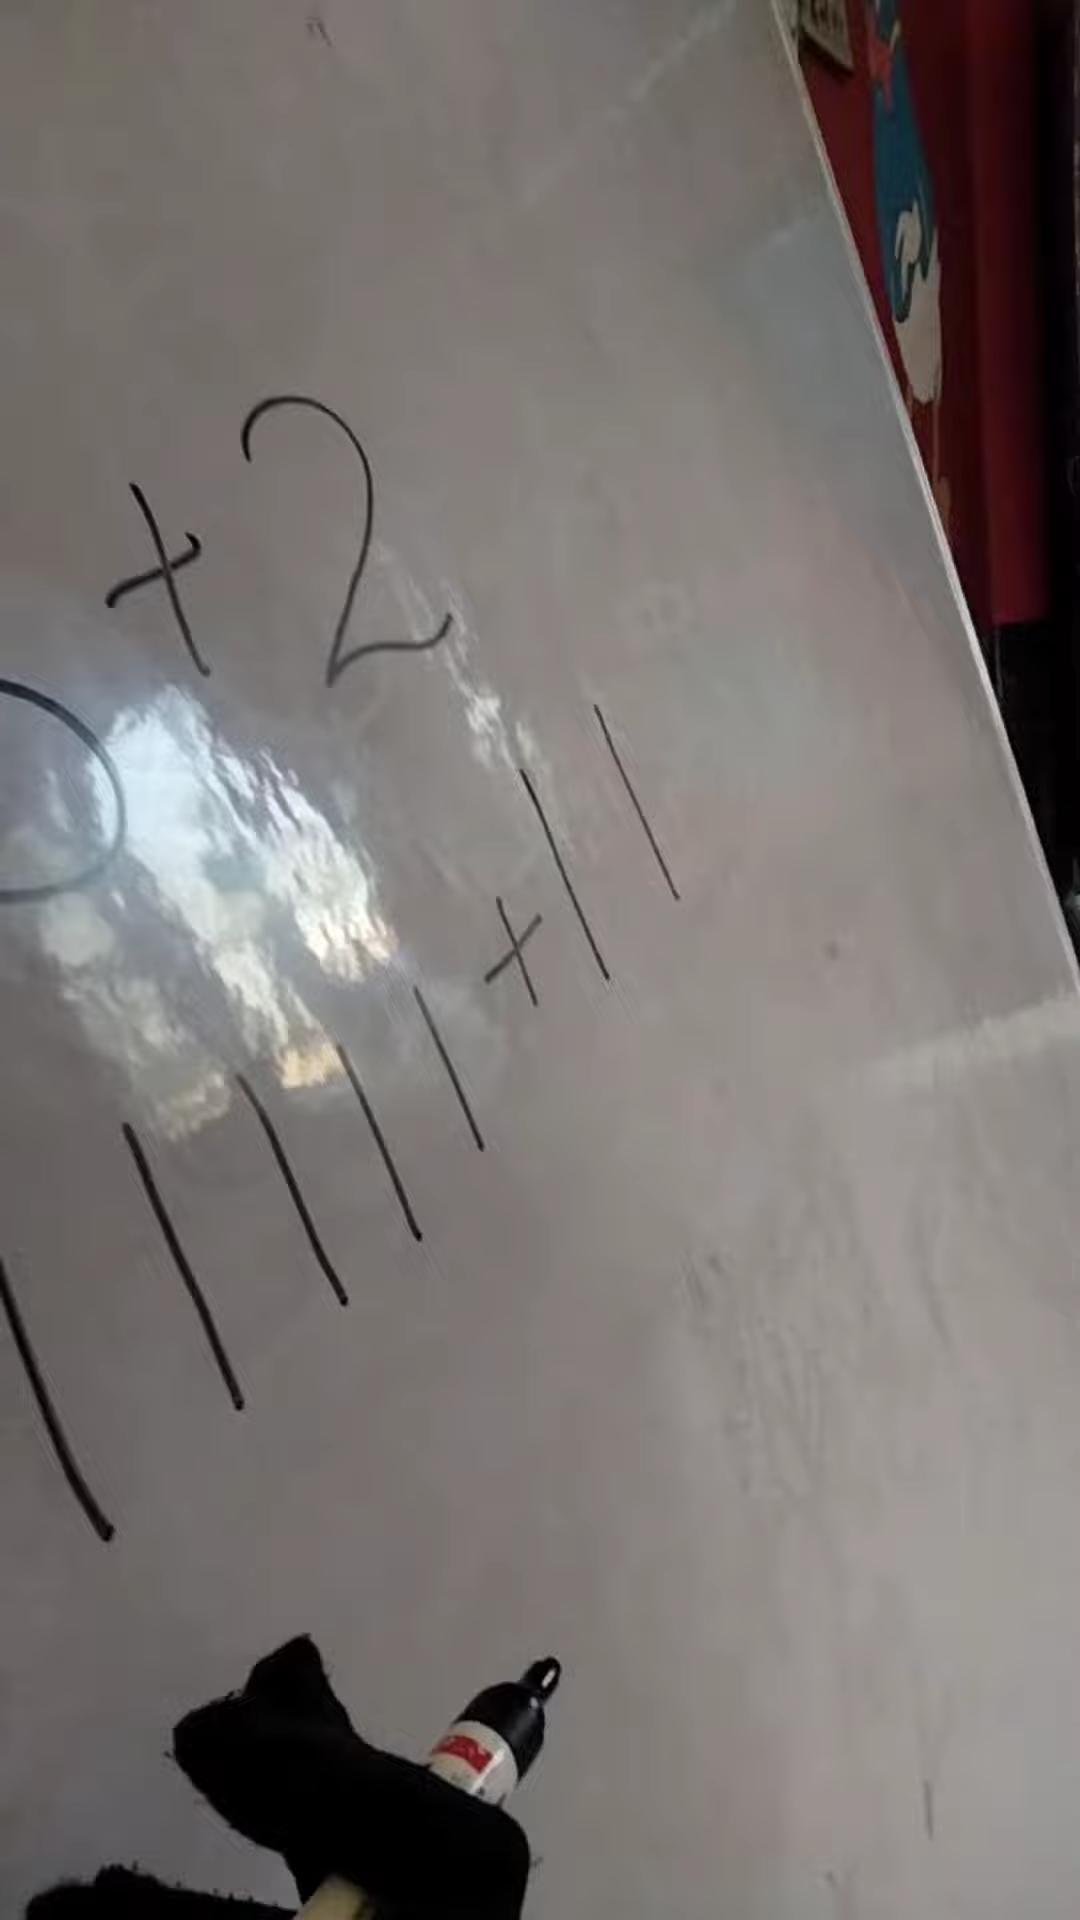 + 2
| | | | | + | |